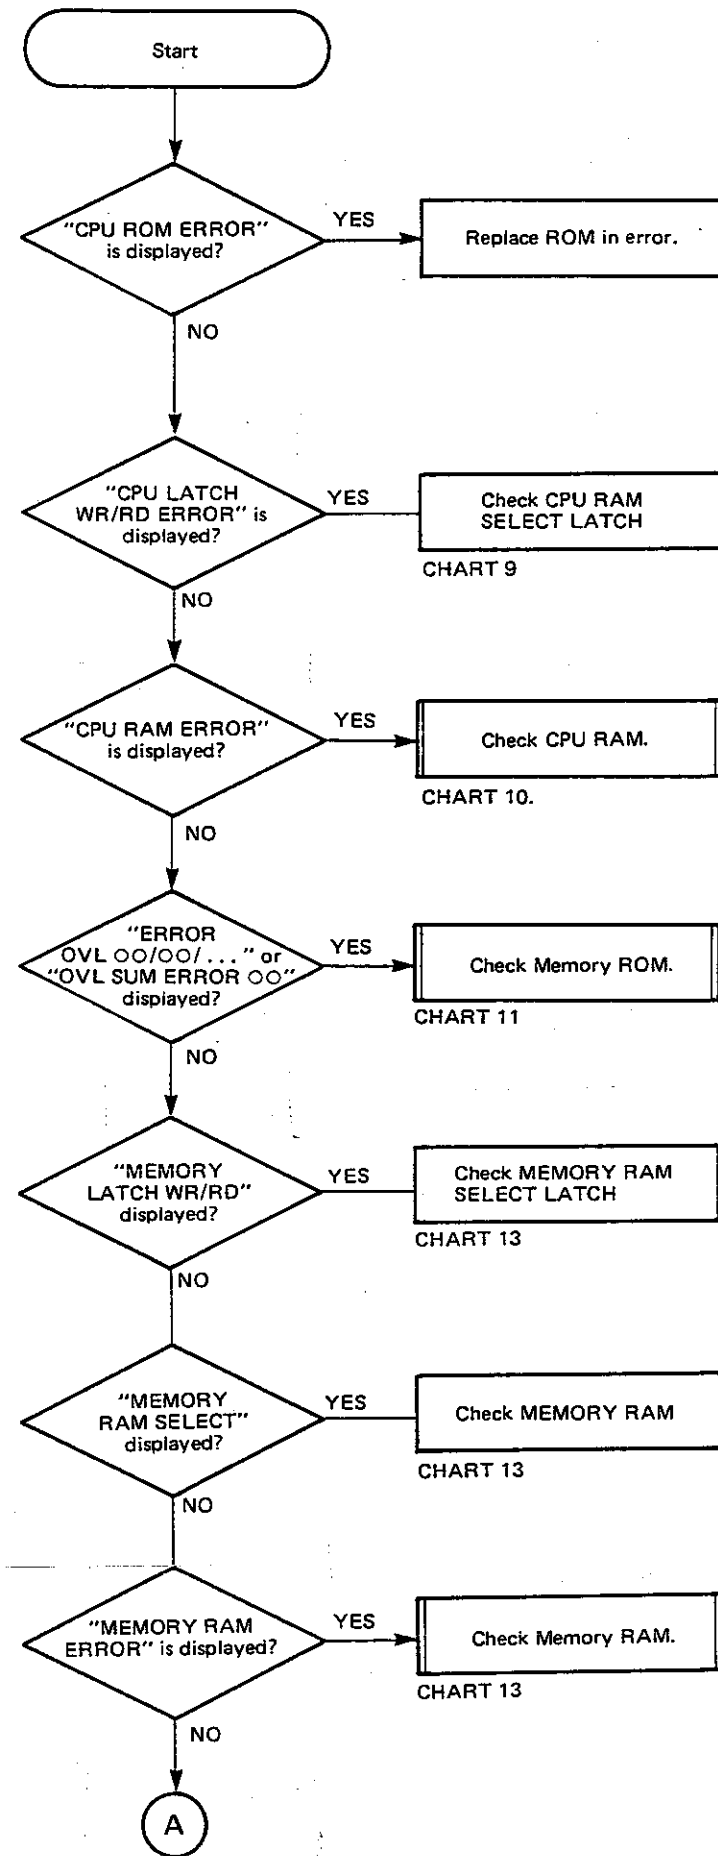 Start
"CPU ROM ERROR"
is displayed?
YES
Replace ROM in error.
NO
"CPU LATCH
WR/RD ERROR" is
displayed?
YES
Check CPU RAM
SELECT LATCH
CHART 9
NO
"CPU RAM ERROR"
is displayed?
YES
Check CPU RAM.
CHART 10.
NO
"ERROR
OVL ○○/○○/..." or
"OVL SUM ERROR ○○"
displayed?
YES
Check Memory ROM.
CHART 11
NO
"MEMORY
LATCH WR/RD"
displayed?
YES
Check MEMORY RAM
SELECT LATCH
CHART 13
NO
"MEMORY
RAM SELECT"
displayed?
YES
Check MEMORY RAM
CHART 13
NO
"MEMORY RAM
ERROR" is displayed?
YES
Check Memory RAM.
CHART 13
NO
A